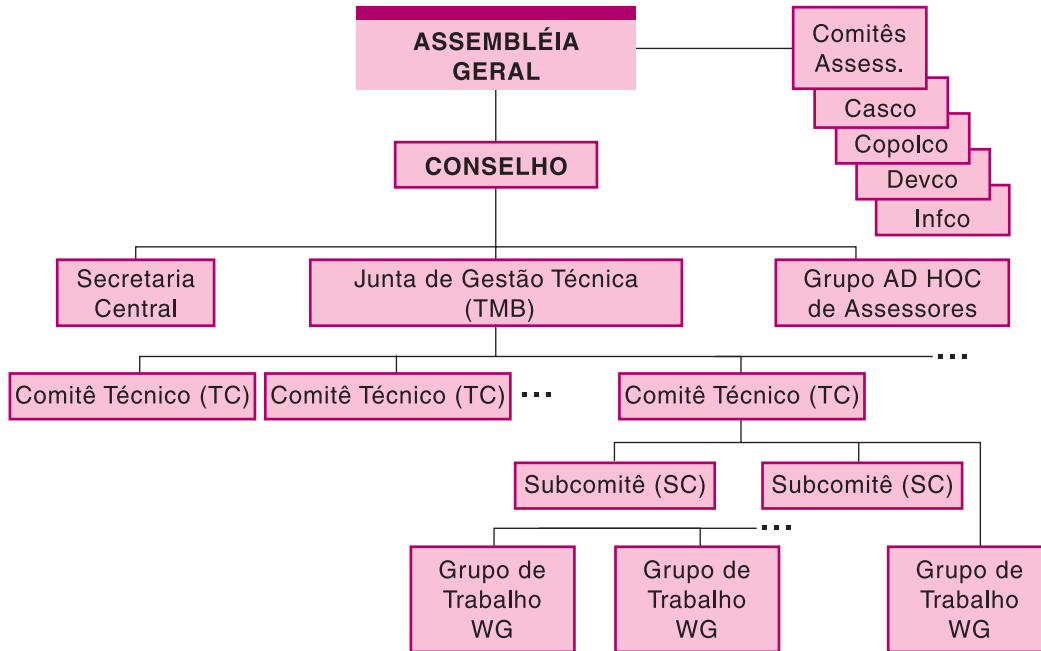 ASSEMBLÉIA
GERAL
Comitês
Assess.
Casco
Copolco
Devco
Infco
CONSELHO
Secretaria
Central
Junta de Gestão Técnica
(TMB)
Grupo AD HOC
de Assessores
...
Comitê Técnico (TC)
Comitê Técnico (TC)
...
Comitê Técnico (TC)
Subcomitê (SC)
Subcomitê (SC)
...
Grupo de
Trabalho
WG
Grupo de
Trabalho
WG
Grupo de
Trabalho
WG